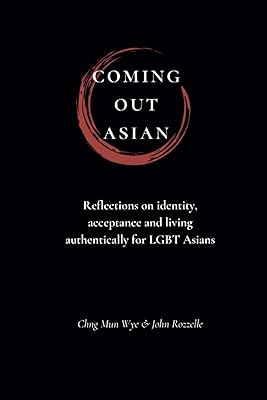 COMING
OUT
ASIAN
Reflections on identity,
acceptance and living
authentically for LGBT Asians
Chng Mun Wye & John Rozzelle